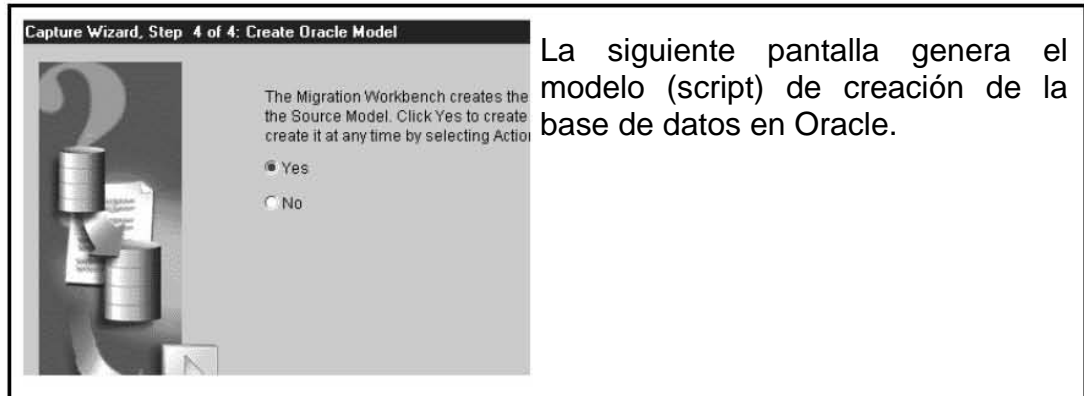 Capture Wizard, Step 4 of 4: Create Oracle Model
The Migration Workbench creates the
the Source Model. Click Yes to create
create it at any time by selecting Action
Yes
No
La siguiente pantalla genera el
modelo (script) de creación de la
base de datos en Oracle.